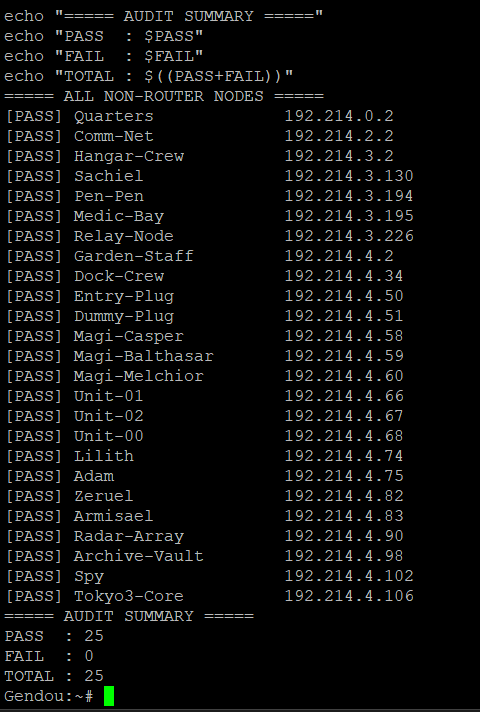 echo "===== AUDIT SUMMARY ====="
echo "PASS  : $PASS"
echo "FAIL  : $FAIL"
echo "TOTAL : $((PASS+FAIL))"
===== ALL NON-ROUTER NODES =====
[PASS] Quarters             192.214.0.2
[PASS] Comm-Net             192.214.2.2
[PASS] Hangar-Crew          192.214.3.2
[PASS] Sachiel              192.214.3.130
[PASS] Pen-Pen              192.214.3.194
[PASS] Medic-Bay            192.214.3.195
[PASS] Relay-Node           192.214.3.226
[PASS] Garden-Staff         192.214.4.2
[PASS] Dock-Crew            192.214.4.34
[PASS] Entry-Plug           192.214.4.50
[PASS] Dummy-Plug           192.214.4.51
[PASS] Magi-Casper          192.214.4.58
[PASS] Magi-Balthasar       192.214.4.59
[PASS] Magi-Melchior        192.214.4.60
[PASS] Unit-01              192.214.4.66
[PASS] Unit-02              192.214.4.67
[PASS] Unit-00              192.214.4.68
[PASS] Lilith               192.214.4.74
[PASS] Adam                 192.214.4.75
[PASS] Zeruel               192.214.4.82
[PASS] Armisael             192.214.4.83
[PASS] Radar-Array          192.214.4.90
[PASS] Archive-Vault        192.214.4.98
[PASS] Spy                  192.214.4.102
[PASS] Tokyo3-Core          192.214.4.106
===== AUDIT SUMMARY =====
PASS  : 25
FAIL  : 0
TOTAL : 25
Gendou:~#